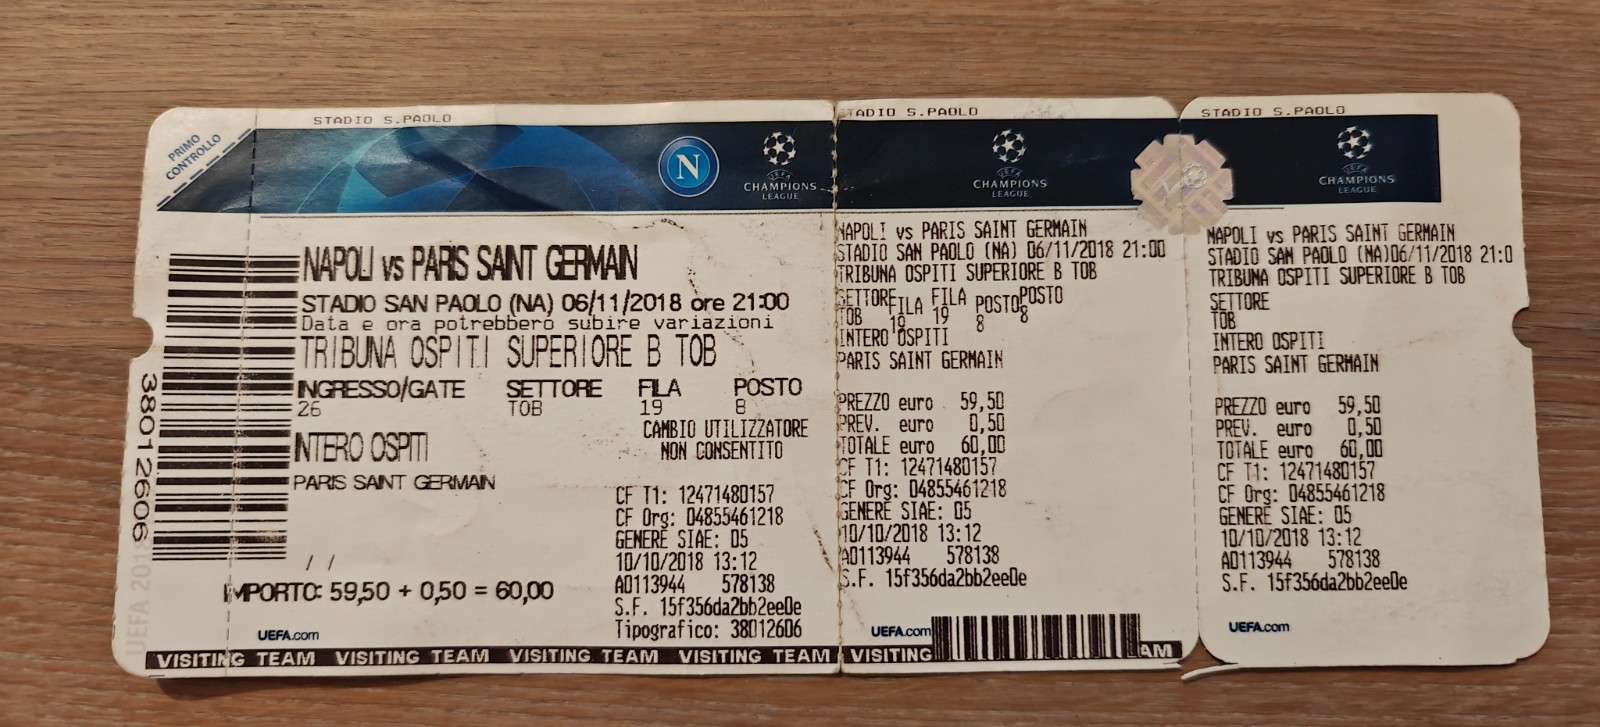 STADIO S.PAOLO
PRIMO
CONTROLLO
N
UEFA
CHAMPIONS
LEAGUE
NAPOLI vs PARIS SAINT GERMAIN
STADIO SAN PAOLO (NA) 06/11/2018 ore 21:00
Data e ora potrebbero subire variazioni
TRIBUNA OSPITI SUPERIORE B TOB
INGRESSO/GATE SETTORE FILA POSTO
26 TOB 19 8
CAMBIO UTILIZZATORE
NON CONSENTITO
INTERO OSPITI
PARIS SAINT GERMAIN
CF T1: 12471480157
CF Org: 04855461218
GENERE SIAE: 05
10/10/2018 13:12
A0113944 578138
S.F. 15f356da2bb2ee0e
Tipografico: 38012606
/ /
IMPORTO: 59,50 + 0,50 = 60,00
38012606
UEFA.com
VISITING TEAM VISITING TEAM VISITING TEAM VISITING TEAM
TADIO S.PAOLO
UEFA
CHAMPIONS
LEAGUE
NAPOLI vs PARIS SAINT GERMAIN
STADIO SAN PAOLO (NA) 06/11/2018 21:00
TRIBUNA OSPITI SUPERIORE B TOB
SETTORE FILA FILA POSTO POSTO
TOB 19 19 8 8
INTERO OSPITI
PARIS SAINT GERMAIN
PREZZO euro 59,50
PREV. euro 0,50
TOTALE euro 60,00
CF T1: 12471480157
CF Org: 04855461218
GENERE SIAE: 05
10/10/2018 13:12
A0113944 578138
S.F. 15f356da2bb2ee0e
UEFA.com
VISITING AM
STADIO S.PAOLO
UEFA
CHAMPIONS
LEAGUE
NAPOLI vs PARIS SAINT GERMAIN
STADIO SAN PAOLO (NA)06/11/2018 21:0
TRIBUNA OSPITI SUPERIORE B TOB
SETTORE
TOB
INTERO OSPITI
PARIS SAINT GERMAIN
PREZZO euro 59,50
PREV. euro 0,50
TOTALE euro 60,00
CF T1: 12471480157
CF Org: 04855461218
GENERE SIAE: 05
10/10/2018 13:12
A0113944 578138
S.F. 15f356da2bb2ee0e
UEFA.com